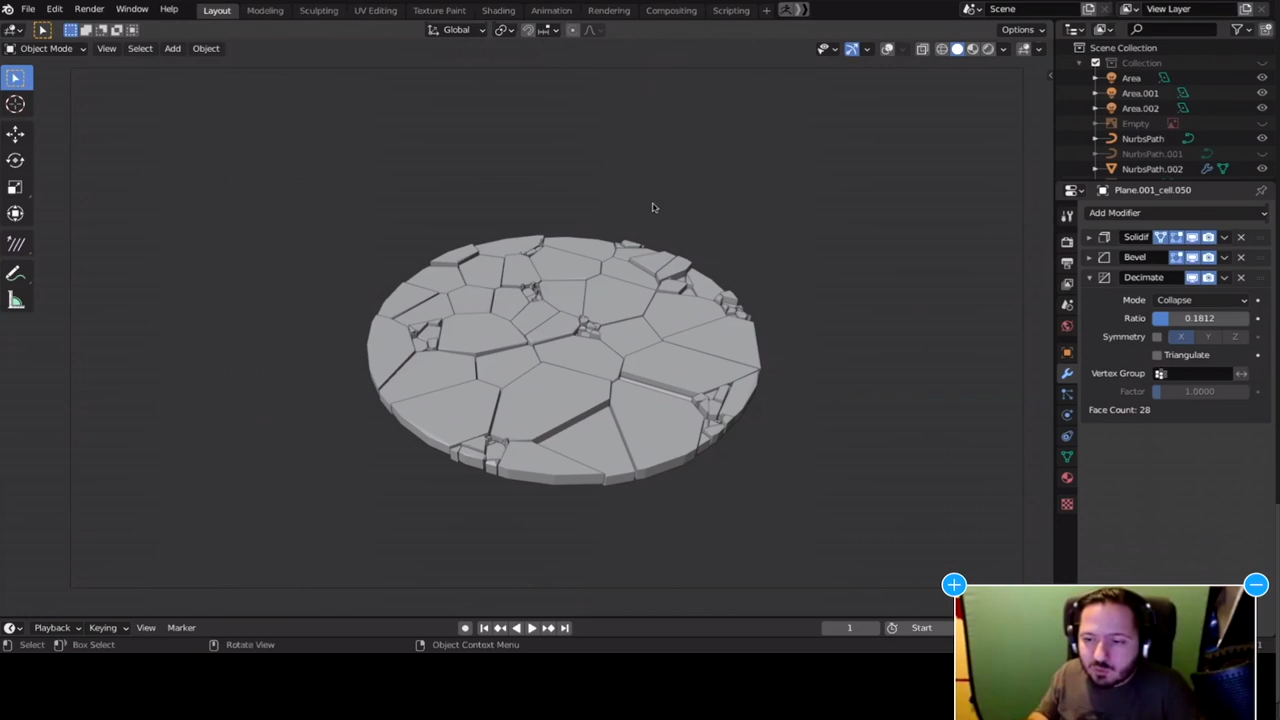 File Edit Render Window Help Layout Modeling Sculpting UV Editing Texture Paint Shading Animation Rendering Compositing Scripting + Scene View Layer
Global Options
Object Mode View Select Add Object
Scene Collection
Collection
Area
Area.001
Area.002
Empty
NurbsPath
NurbsPath.001
NurbsPath.002
Plane.001_cell.050
Add Modifier
Solidif
Bevel
Decimate
Mode Collapse
Ratio 0.1812
Symmetry X Y Z
Triangulate
Vertex Group
Factor 1.0000
Face Count: 28
Playback Keying View Marker 1 Start
Select Box Select Rotate View Object Context Menu